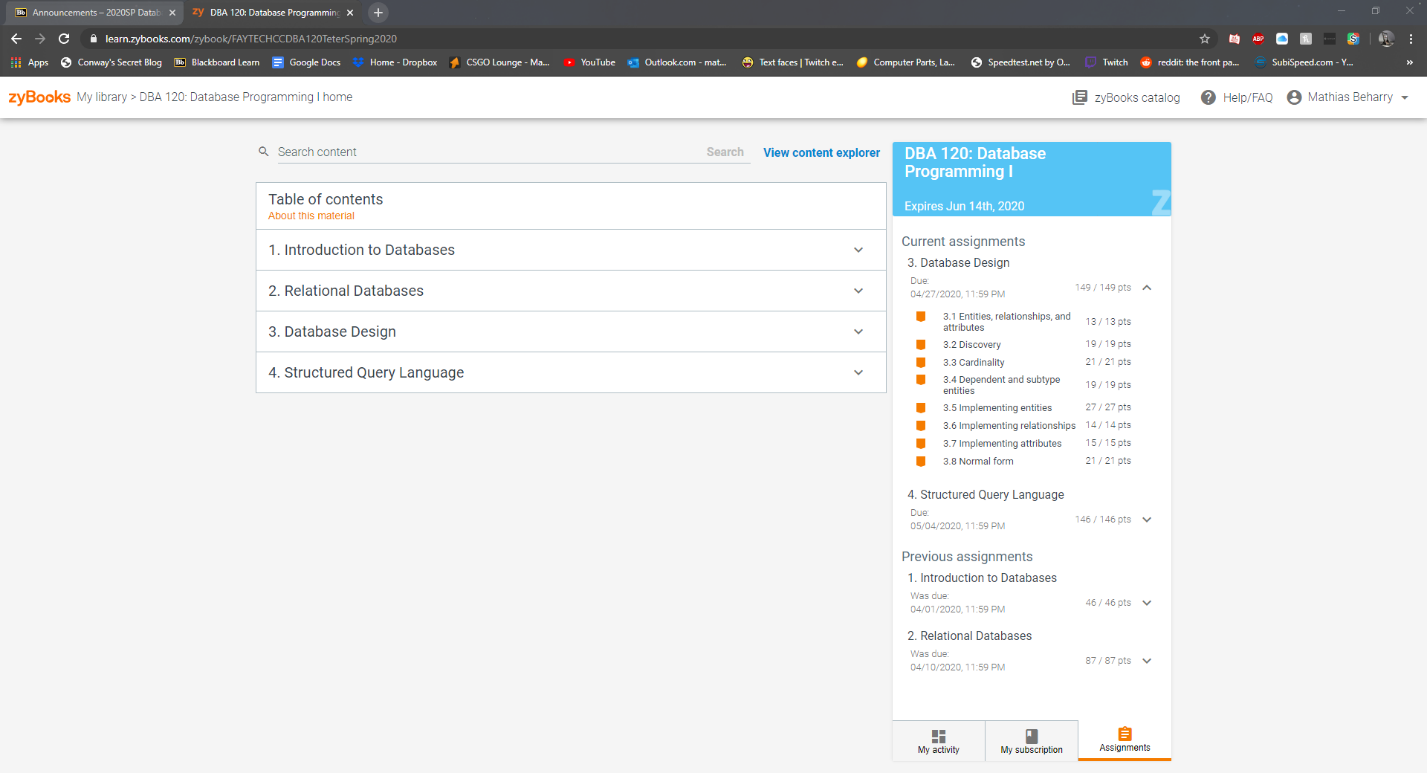 Announcements – 2020SP Datab
DBA 120: Database Programming
learn.zybooks.com/zybook/FAYTECHCCDBA120TeterSpring2020
Apps Conway's Secret Blog Blackboard Learn Google Docs Home - Dropbox CSGO Lounge - Ma... YouTube Outlook.com - mat... Text faces | Twitch e... Computer Parts, La... Speedtest.net by O... Twitch reddit: the front pa... SubiSpeed.com - Y...
zyBooks My library > DBA 120: Database Programming I home
zyBooks catalog Help/FAQ Mathias Beharry
Search content Search View content explorer
Table of contents
About this material
1. Introduction to Databases
2. Relational Databases
3. Database Design
4. Structured Query Language
DBA 120: Database
Programming I
Expires Jun 14th, 2020
Current assignments
3. Database Design
Due:
04/27/2020, 11:59 PM 149 / 149 pts
3.1 Entities, relationships, and
attributes 13 / 13 pts
3.2 Discovery 19 / 19 pts
3.3 Cardinality 21 / 21 pts
3.4 Dependent and subtype
entities 19 / 19 pts
3.5 Implementing entities 27 / 27 pts
3.6 Implementing relationships 14 / 14 pts
3.7 Implementing attributes 15 / 15 pts
3.8 Normal form 21 / 21 pts
4. Structured Query Language
Due:
05/04/2020, 11:59 PM 146 / 146 pts
Previous assignments
1. Introduction to Databases
Was due:
04/01/2020, 11:59 PM 46 / 46 pts
2. Relational Databases
Was due:
04/10/2020, 11:59 PM 87 / 87 pts
My activity My subscription Assignments